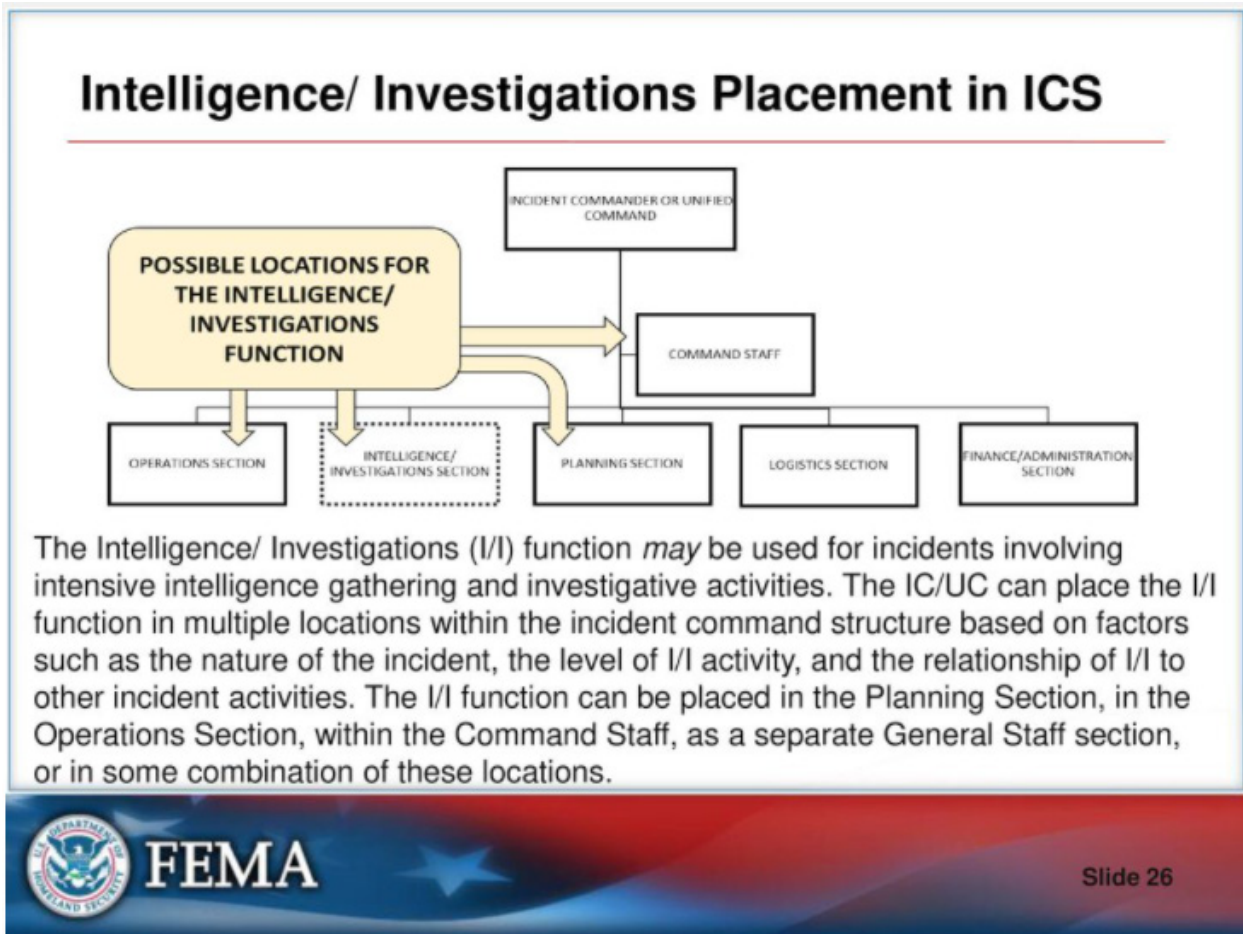 Intelligence/ Investigations Placement in ICS
INCIDENT COMMANDER OR UNIFIED
COMMAND
POSSIBLE LOCATIONS FOR
THE INTELLIGENCE/
INVESTIGATIONS
FUNCTION
COMMAND STAFF
OPERATIONS SECTION
INTELLIGENCE/
INVESTIGATIONS SECTION
PLANNING SECTION
LOGISTICS SECTION
FINANCE/ADMINISTRATION
SECTION
The Intelligence/ Investigations (I/I) function may be used for incidents involving
intensive intelligence gathering and investigative activities. The IC/UC can place the I/I
function in multiple locations within the incident command structure based on factors
such as the nature of the incident, the level of I/I activity, and the relationship of I/I to
other incident activities. The I/I function can be placed in the Planning Section, in the
Operations Section, within the Command Staff, as a separate General Staff section,
or in some combination of these locations.
U.S. DEPARTMENT OF
HOMELAND SECURITY
FEMA
Slide 26